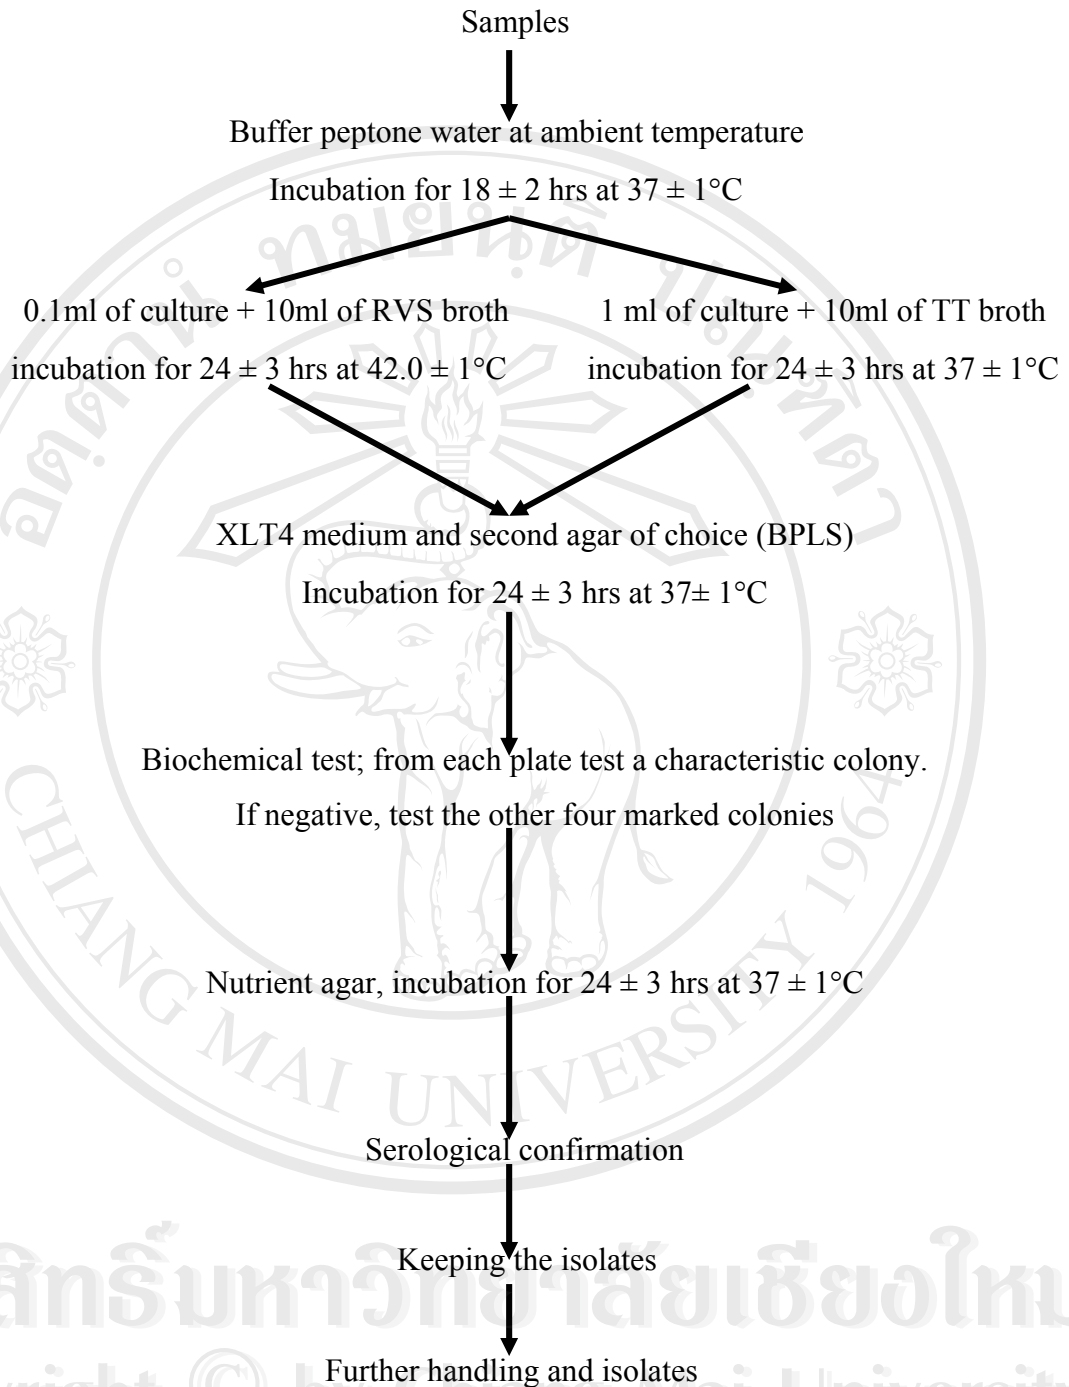 Samples
Buffer peptone water at ambient temperature
Incubation for 18 ± 2 hrs at 37 ± 1°C
0.1ml of culture + 10ml of RVS broth
incubation for 24 ± 3 hrs at 42.0 ± 1°C
1 ml of culture + 10ml of TT broth
incubation for 24 ± 3 hrs at 37 ± 1°C
XLT4 medium and second agar of choice (BPLS)
Incubation for 24 ± 3 hrs at 37± 1°C
Biochemical test; from each plate test a characteristic colony.
If negative, test the other four marked colonies
Nutrient agar, incubation for 24 ± 3 hrs at 37 ± 1°C
Serological confirmation
Keeping the isolates
Further handling and isolates
CHIANG MAI UNIVERSITY 1964